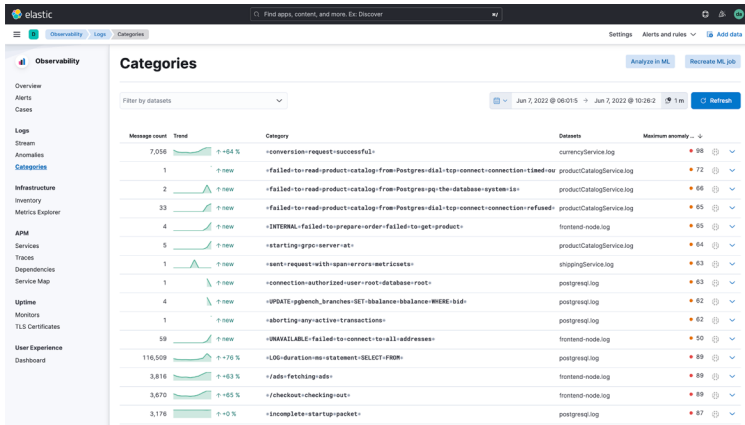 elastic
Find apps, content, and more. Ex: Discover
⌘/
de
D
Observability
Logs
Categories
Settings
Alerts and rules
Add data
Observability
Overview
Alerts
Cases
Logs
Stream
Anomalies
Categories
Infrastructure
Inventory
Metrics Explorer
APM
Services
Traces
Dependencies
Service Map
Uptime
Monitors
TLS Certificates
User Experience
Dashboard
Categories
Analyze in ML
Recreate ML job
Filter by datasets
Jun 7, 2022 @ 06:01:5 → Jun 7, 2022 @ 10:26:2
1 m
Refresh
Message count Trend Category Datasets Maximum anomaly ... ↓
7,056 ↑ +64 % ∗conversion∗request∗successful∗ currencyService.log 98
1 ↑ new ∗failed∗to∗read∗product∗catalog∗from∗Postgres∗dial∗tcp∗connect∗connection∗timed∗ou productCatalogService.log 72
2 ↑ new ∗failed∗to∗read∗product∗catalog∗from∗Postgres∗pq∗the∗database∗system∗is∗ productCatalogService.log 66
33 ↑ new ∗failed∗to∗read∗product∗catalog∗from∗Postgres∗dial∗tcp∗connect∗connection∗refused∗ productCatalogService.log 65
4 ↑ new ∗INTERNAL∗failed∗to∗prepare∗order∗failed∗to∗get∗product∗ frontend-node.log 65
5 ↑ new ∗starting∗grpc∗server∗at∗ productCatalogService.log 64
1 ↑ new ∗sent∗request∗with∗span∗errors∗metricsets∗ shippingService.log 63
1 ↑ new ∗connection∗authorized∗user∗root∗database∗root∗ postgresql.log 63
4 ↑ new ∗UPDATE∗pgbench_branches∗SET∗bbalance∗bbalance∗WHERE∗bid∗ postgresql.log 62
1 ↑ new ∗aborting∗any∗active∗transactions∗ postgresql.log 62
59 ↑ new ∗UNAVAILABLE∗failed∗to∗connect∗to∗all∗addresses∗ frontend-node.log 50
116,509 ↑ +76 % ∗LOG∗duration∗ms∗statement∗SELECT∗FROM∗ postgresql.log 89
3,816 ↑ +63 % ∗/ads∗fetching∗ads∗ frontend-node.log 89
3,670 ↑ +65 % ∗/checkout∗checking∗out∗ frontend-node.log 89
3,176 ↑ +0 % ∗incomplete∗startup∗packet∗ postgresql.log 87